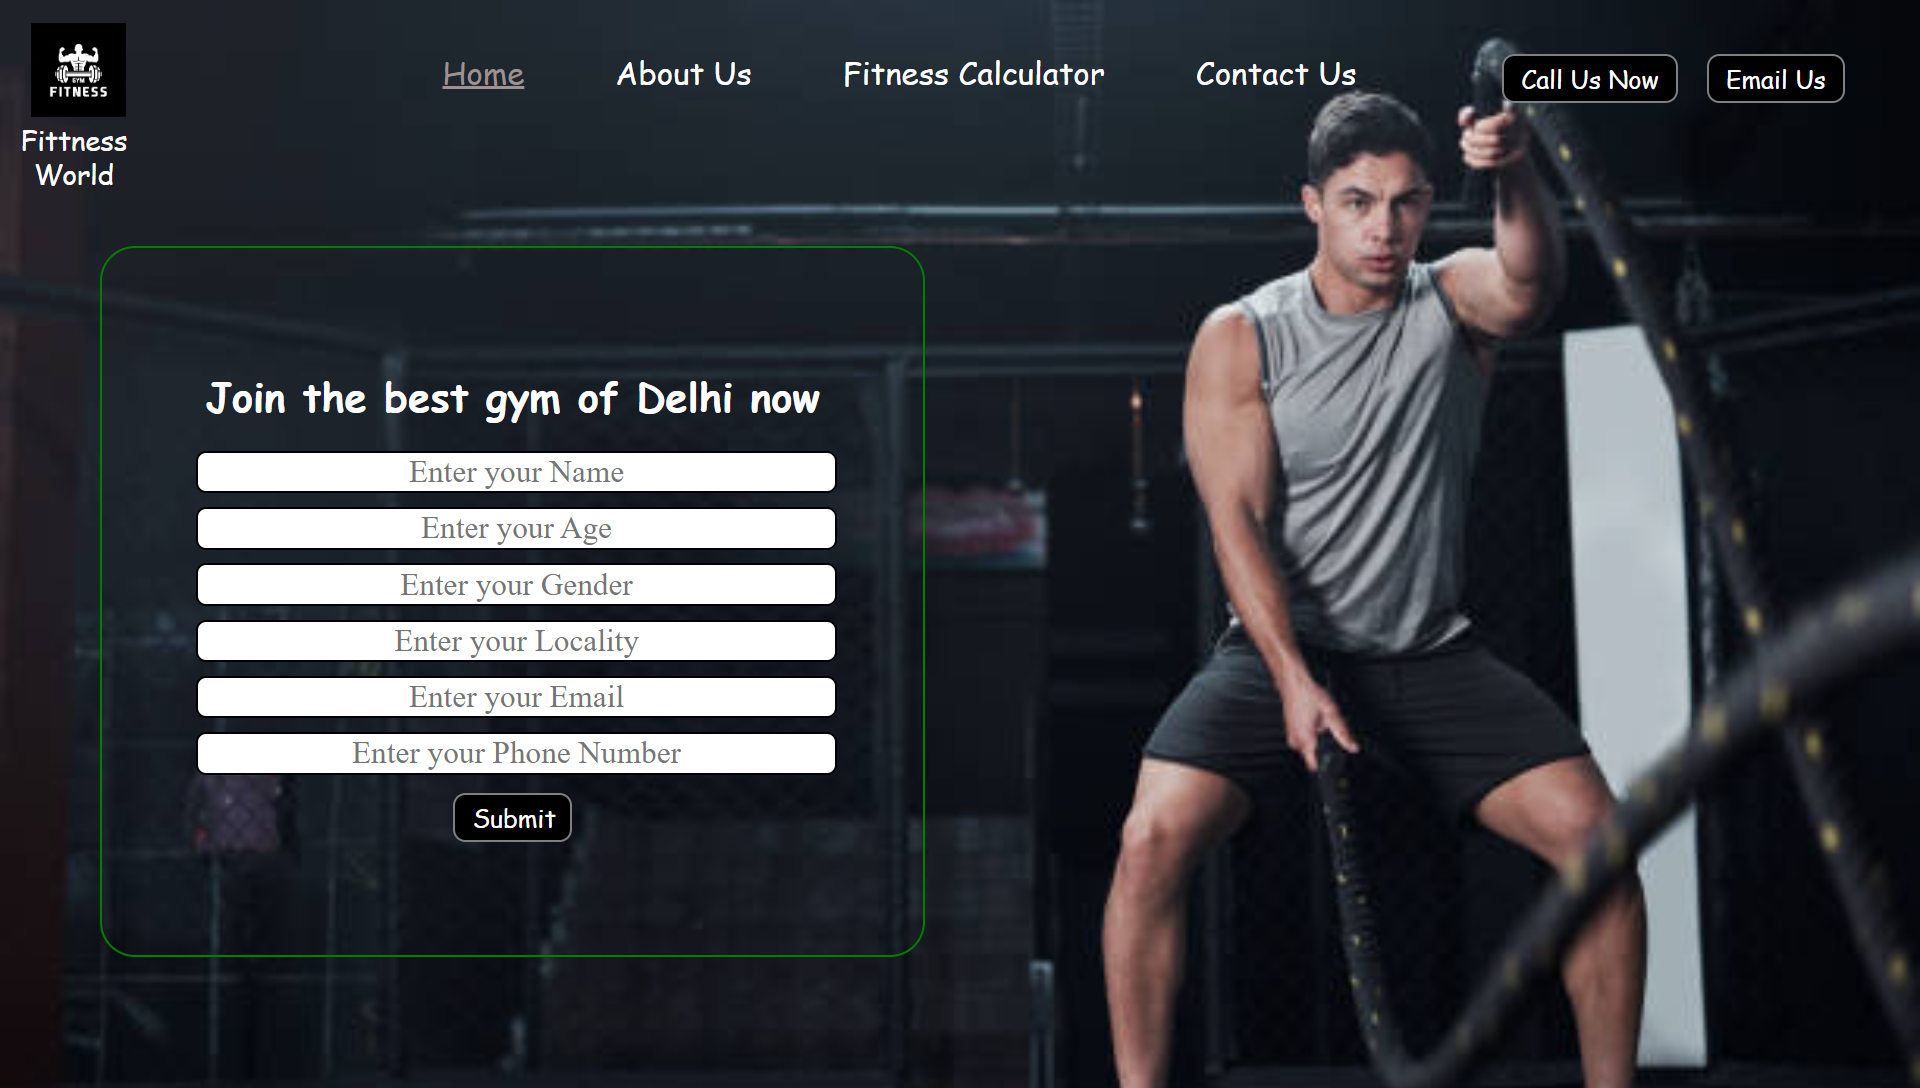 GYM
FITNESS
Fittness
World
Home
About Us
Fitness Calculator
Contact Us
Call Us Now
Email Us
Join the best gym of Delhi now
Enter your Name
Enter your Age
Enter your Gender
Enter your Locality
Enter your Email
Enter your Phone Number
Submit